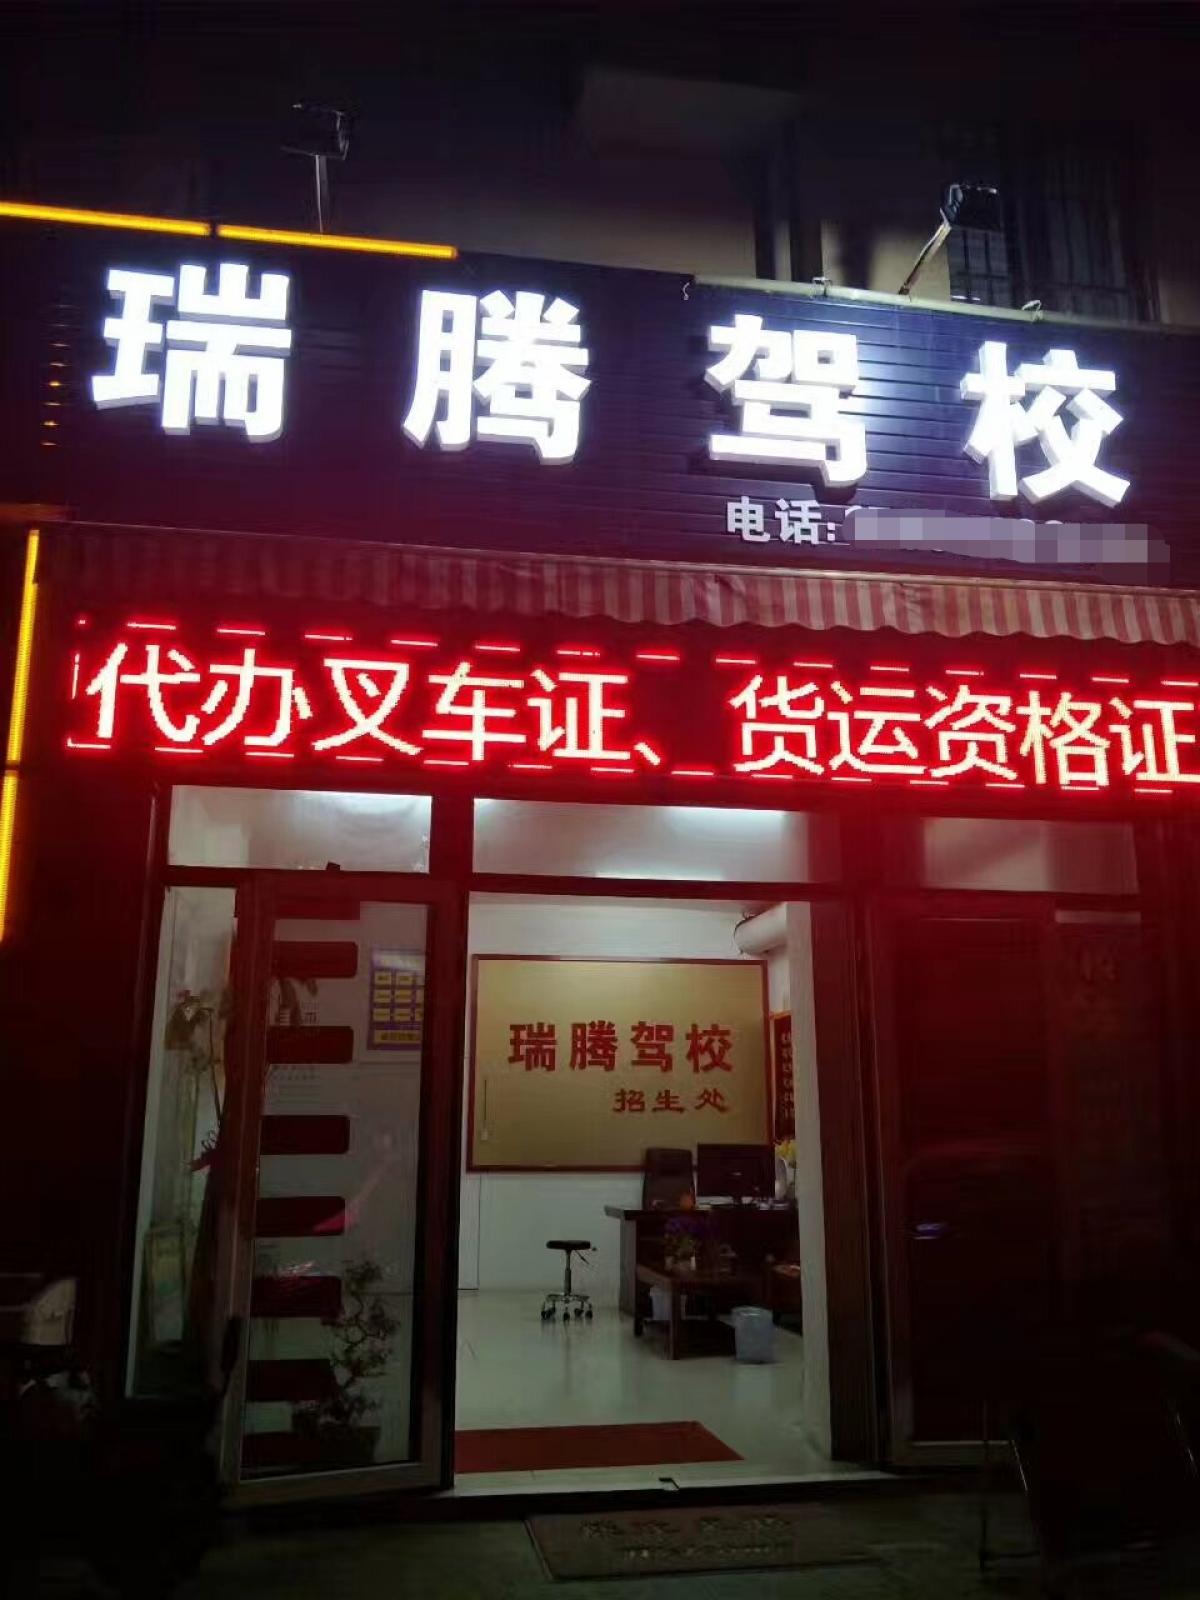 瑞腾驾校
电话:
代办叉车证、货运资格证
瑞腾驾校
招生处